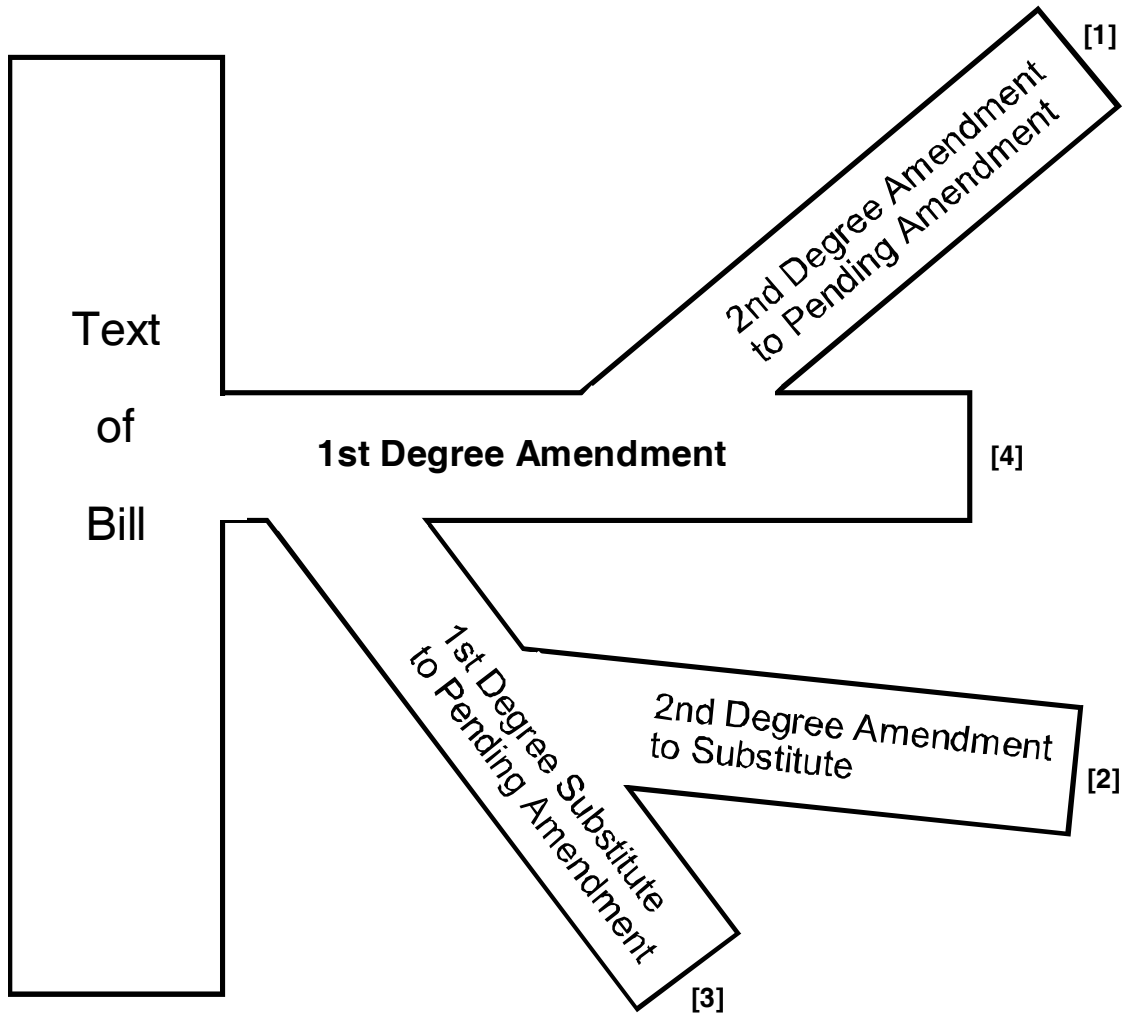 [1]
2nd Degree Amendment
to Pending Amendment
Text
of
Bill
1st Degree Amendment
[4]
1st Degree Substitute
to Pending Amendment
2nd Degree Amendment
to Substitute
[2]
[3]